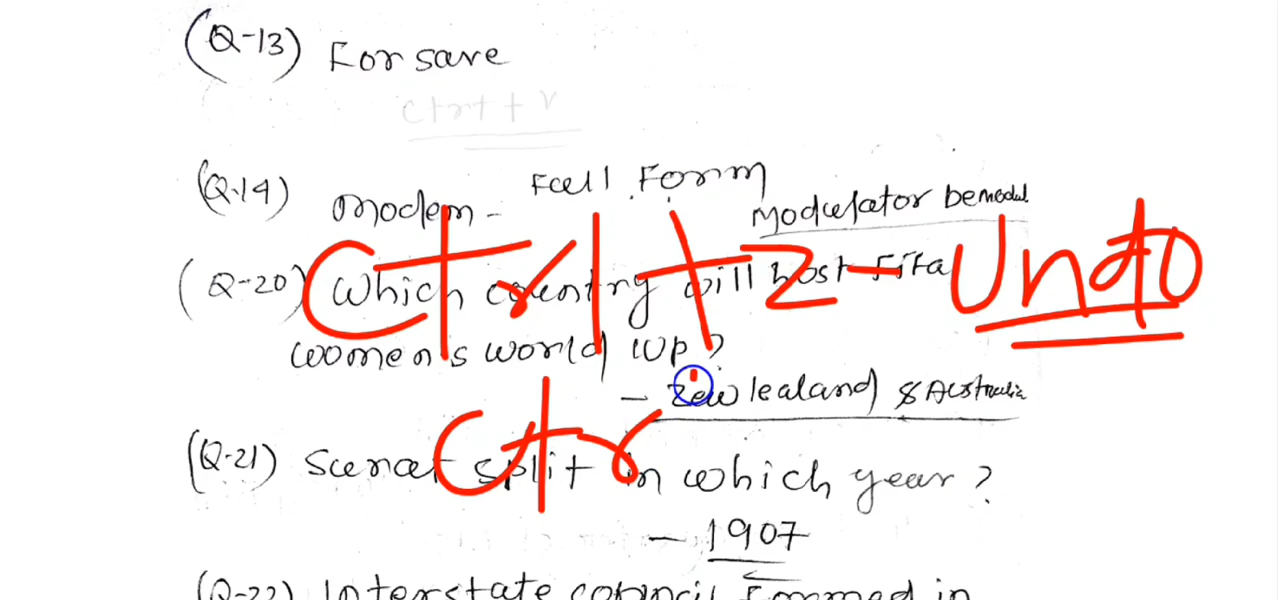 (Q-13) For save
Ctrl + V
(Q.14) Modem - Full Form
Modulator Demodul
Ctrl + Z - Undo
(Q-20) Which country will host Fifa
women's world cup?
- New Zealand & Australia
Ctr
(Q-21) Surat split in which year?
- 1907
(Q-22) Interstate council Formed in